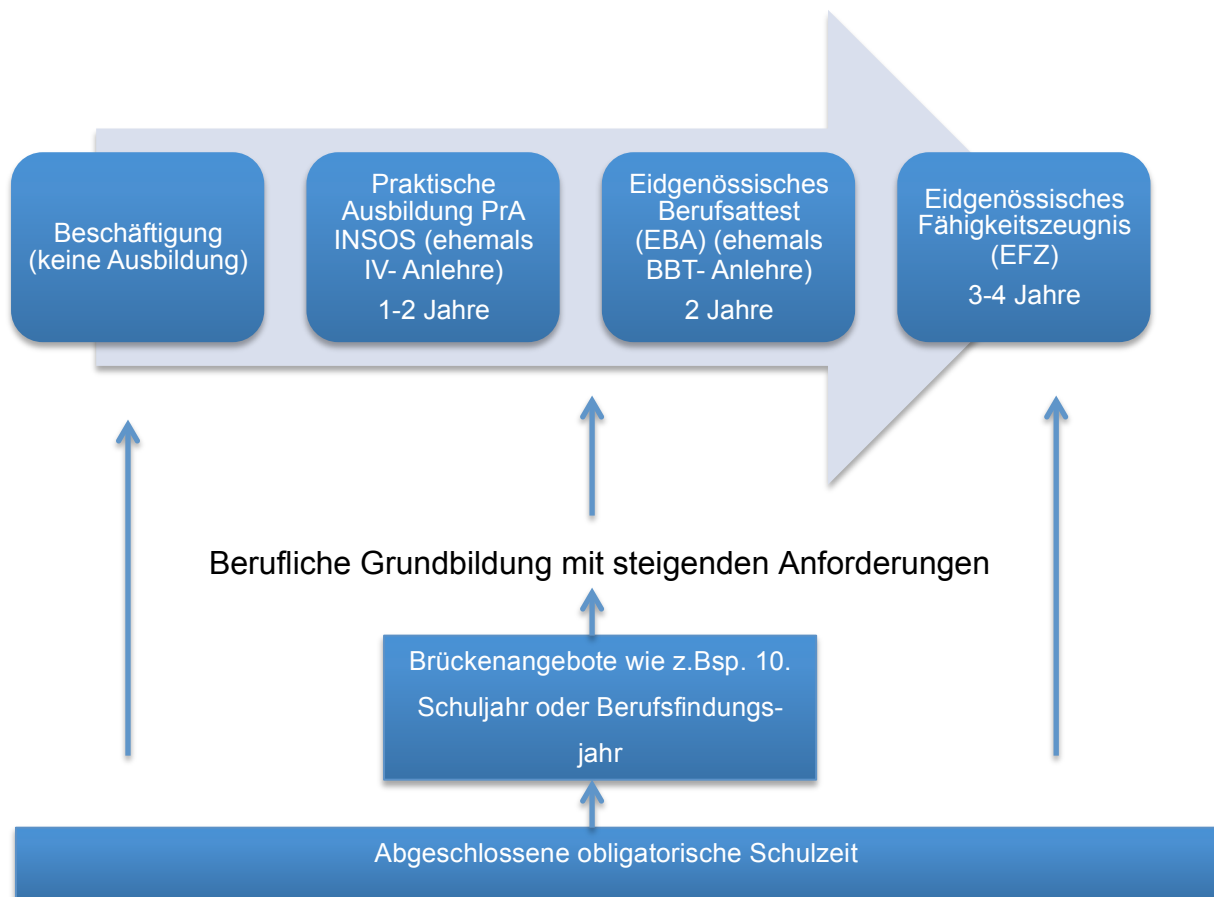 Beschäftigung
(keine Ausbildung)
Praktische
Ausbildung PrA
INSOS (ehemals
IV- Anlehre)
1-2 Jahre
Eidgenössisches
Berufsattest
(EBA) (ehemals
BBT- Anlehre)
2 Jahre
Eidgenössisches
Fähigkeitszeugnis
(EFZ)
3-4 Jahre
Berufliche Grundbildung mit steigenden Anforderungen
Brückenangebote wie z.Bsp. 10.
Schuljahr oder Berufsfindungs-
jahr
Abgeschlossene obligatorische Schulzeit